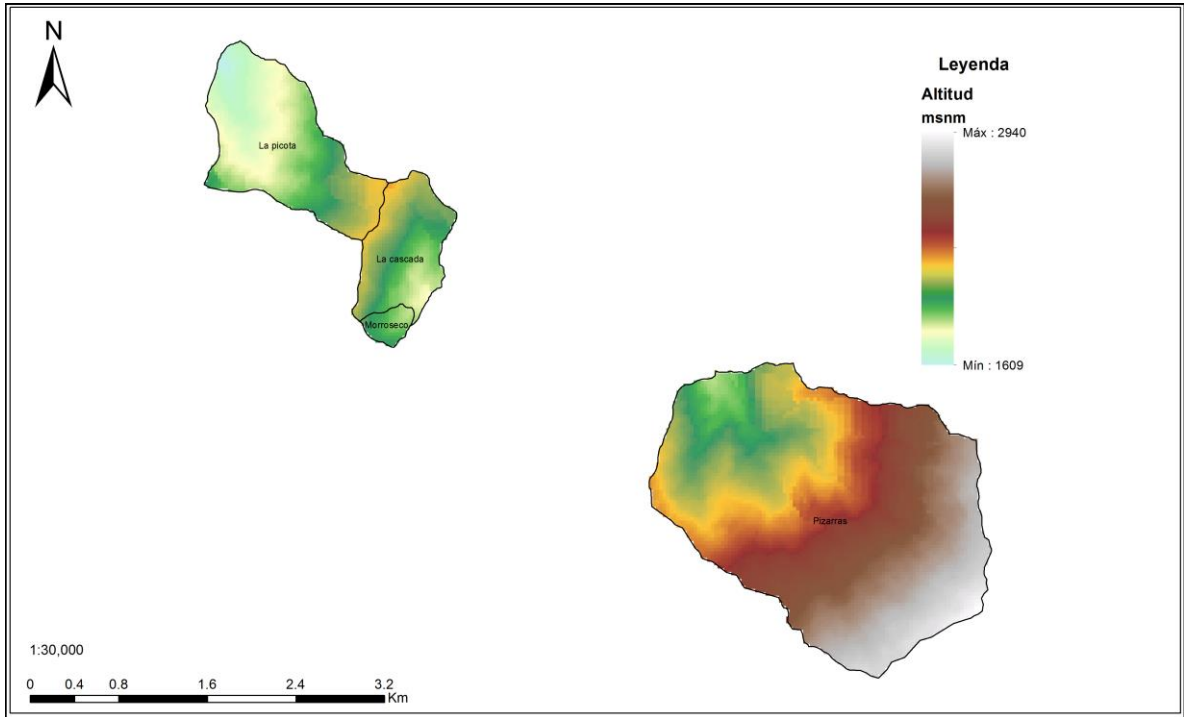 N
Leyenda
Altitud
msnm
Máx : 2940
Mín : 1609
La picota
La cascada
Morroseco
Pizarras
1:30,000
0 0.4 0.8 1.6 2.4 3.2
Km